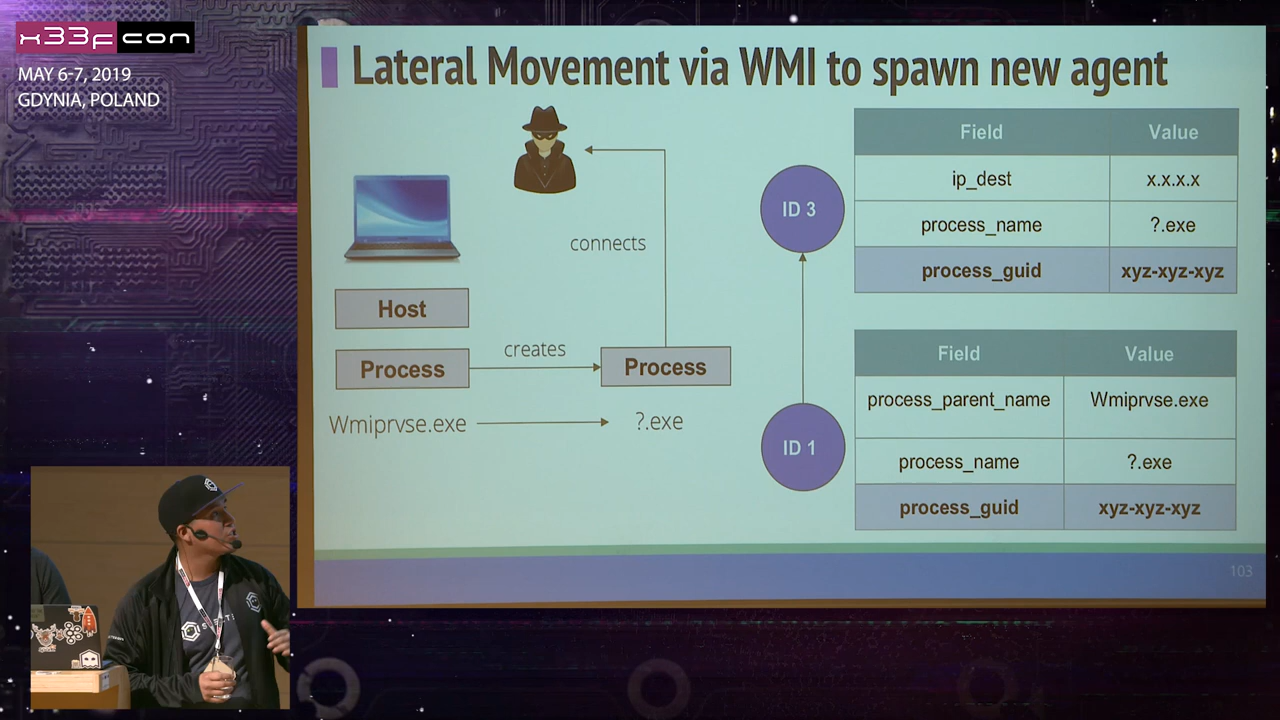 x33fcon
MAY 6-7, 2019
GDYNIA, POLAND
Lateral Movement via WMI to spawn new agent
connects
Host
Process
creates
Process
Wmiprvse.exe
?.exe
ID 3
Field Value
ip_dest x.x.x.x
process_name ?.exe
process_guid xyz-xyz-xyz
ID 1
Field Value
process_parent_name Wmiprvse.exe
process_name ?.exe
process_guid xyz-xyz-xyz
103